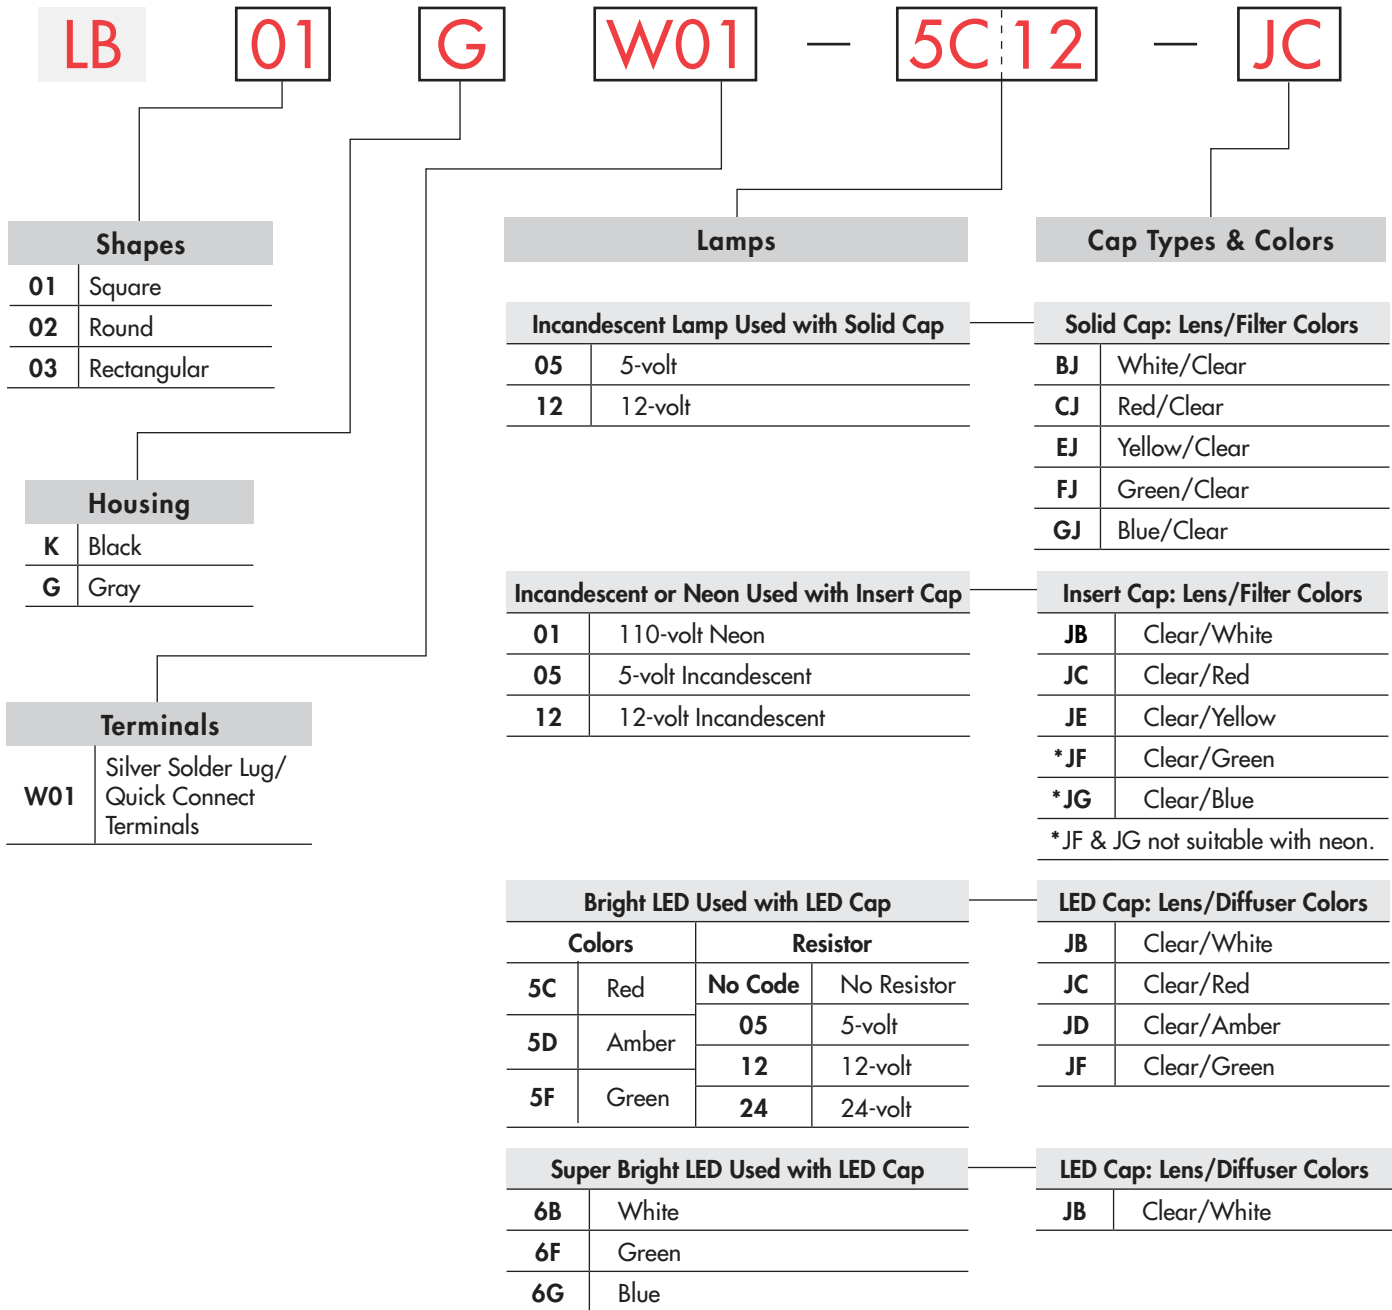 LB 01 G W01 — 5C 12 — JC
Shapes
01 Square
02 Round
03 Rectangular
Housing
K Black
G Gray
Terminals
W01 Silver Solder Lug/
Quick Connect
Terminals
Lamps
Incandescent Lamp Used with Solid Cap
05 5-volt
12 12-volt
Incandescent or Neon Used with Insert Cap
01 110-volt Neon
05 5-volt Incandescent
12 12-volt Incandescent
Bright LED Used with LED Cap
Colors Resistor
5C Red
5D Amber
5F Green
No Code No Resistor
05 5-volt
12 12-volt
24 24-volt
Super Bright LED Used with LED Cap
6B White
6F Green
6G Blue
Cap Types & Colors
Solid Cap: Lens/Filter Colors
BJ White/Clear
CJ Red/Clear
EJ Yellow/Clear
FJ Green/Clear
GJ Blue/Clear
Insert Cap: Lens/Filter Colors
JB Clear/White
JC Clear/Red
JE Clear/Yellow
*JF Clear/Green
*JG Clear/Blue
*JF & JG not suitable with neon.
LED Cap: Lens/Diffuser Colors
JB Clear/White
JC Clear/Red
JD Clear/Amber
JF Clear/Green
LED Cap: Lens/Diffuser Colors
JB Clear/White